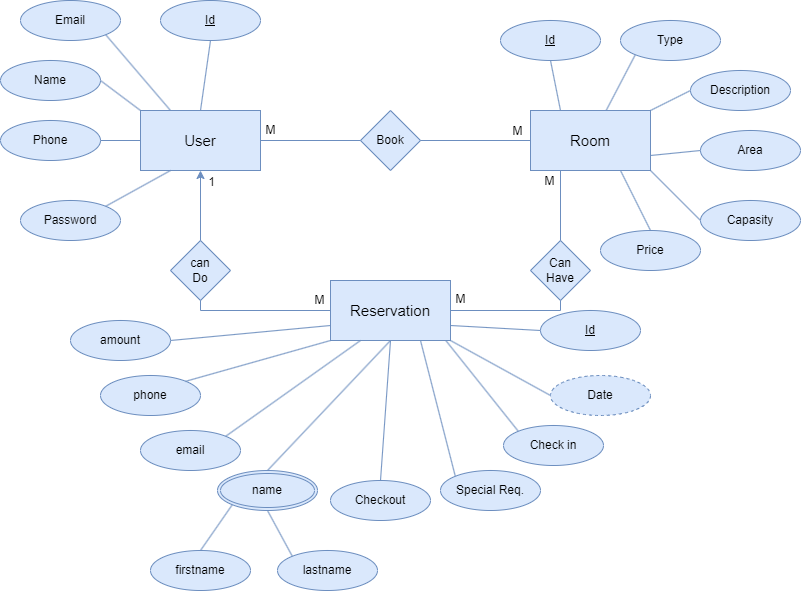 Email
Id
Id
Type
Name
Description
Phone
User
M
Book
M
Room
Area
M
1
Password
Capasity
Price
can
Do
Can
Have
M
Reservation
M
Id
amount
phone
Date
email
Check in
name
Checkout
Special Req.
firstname
lastname